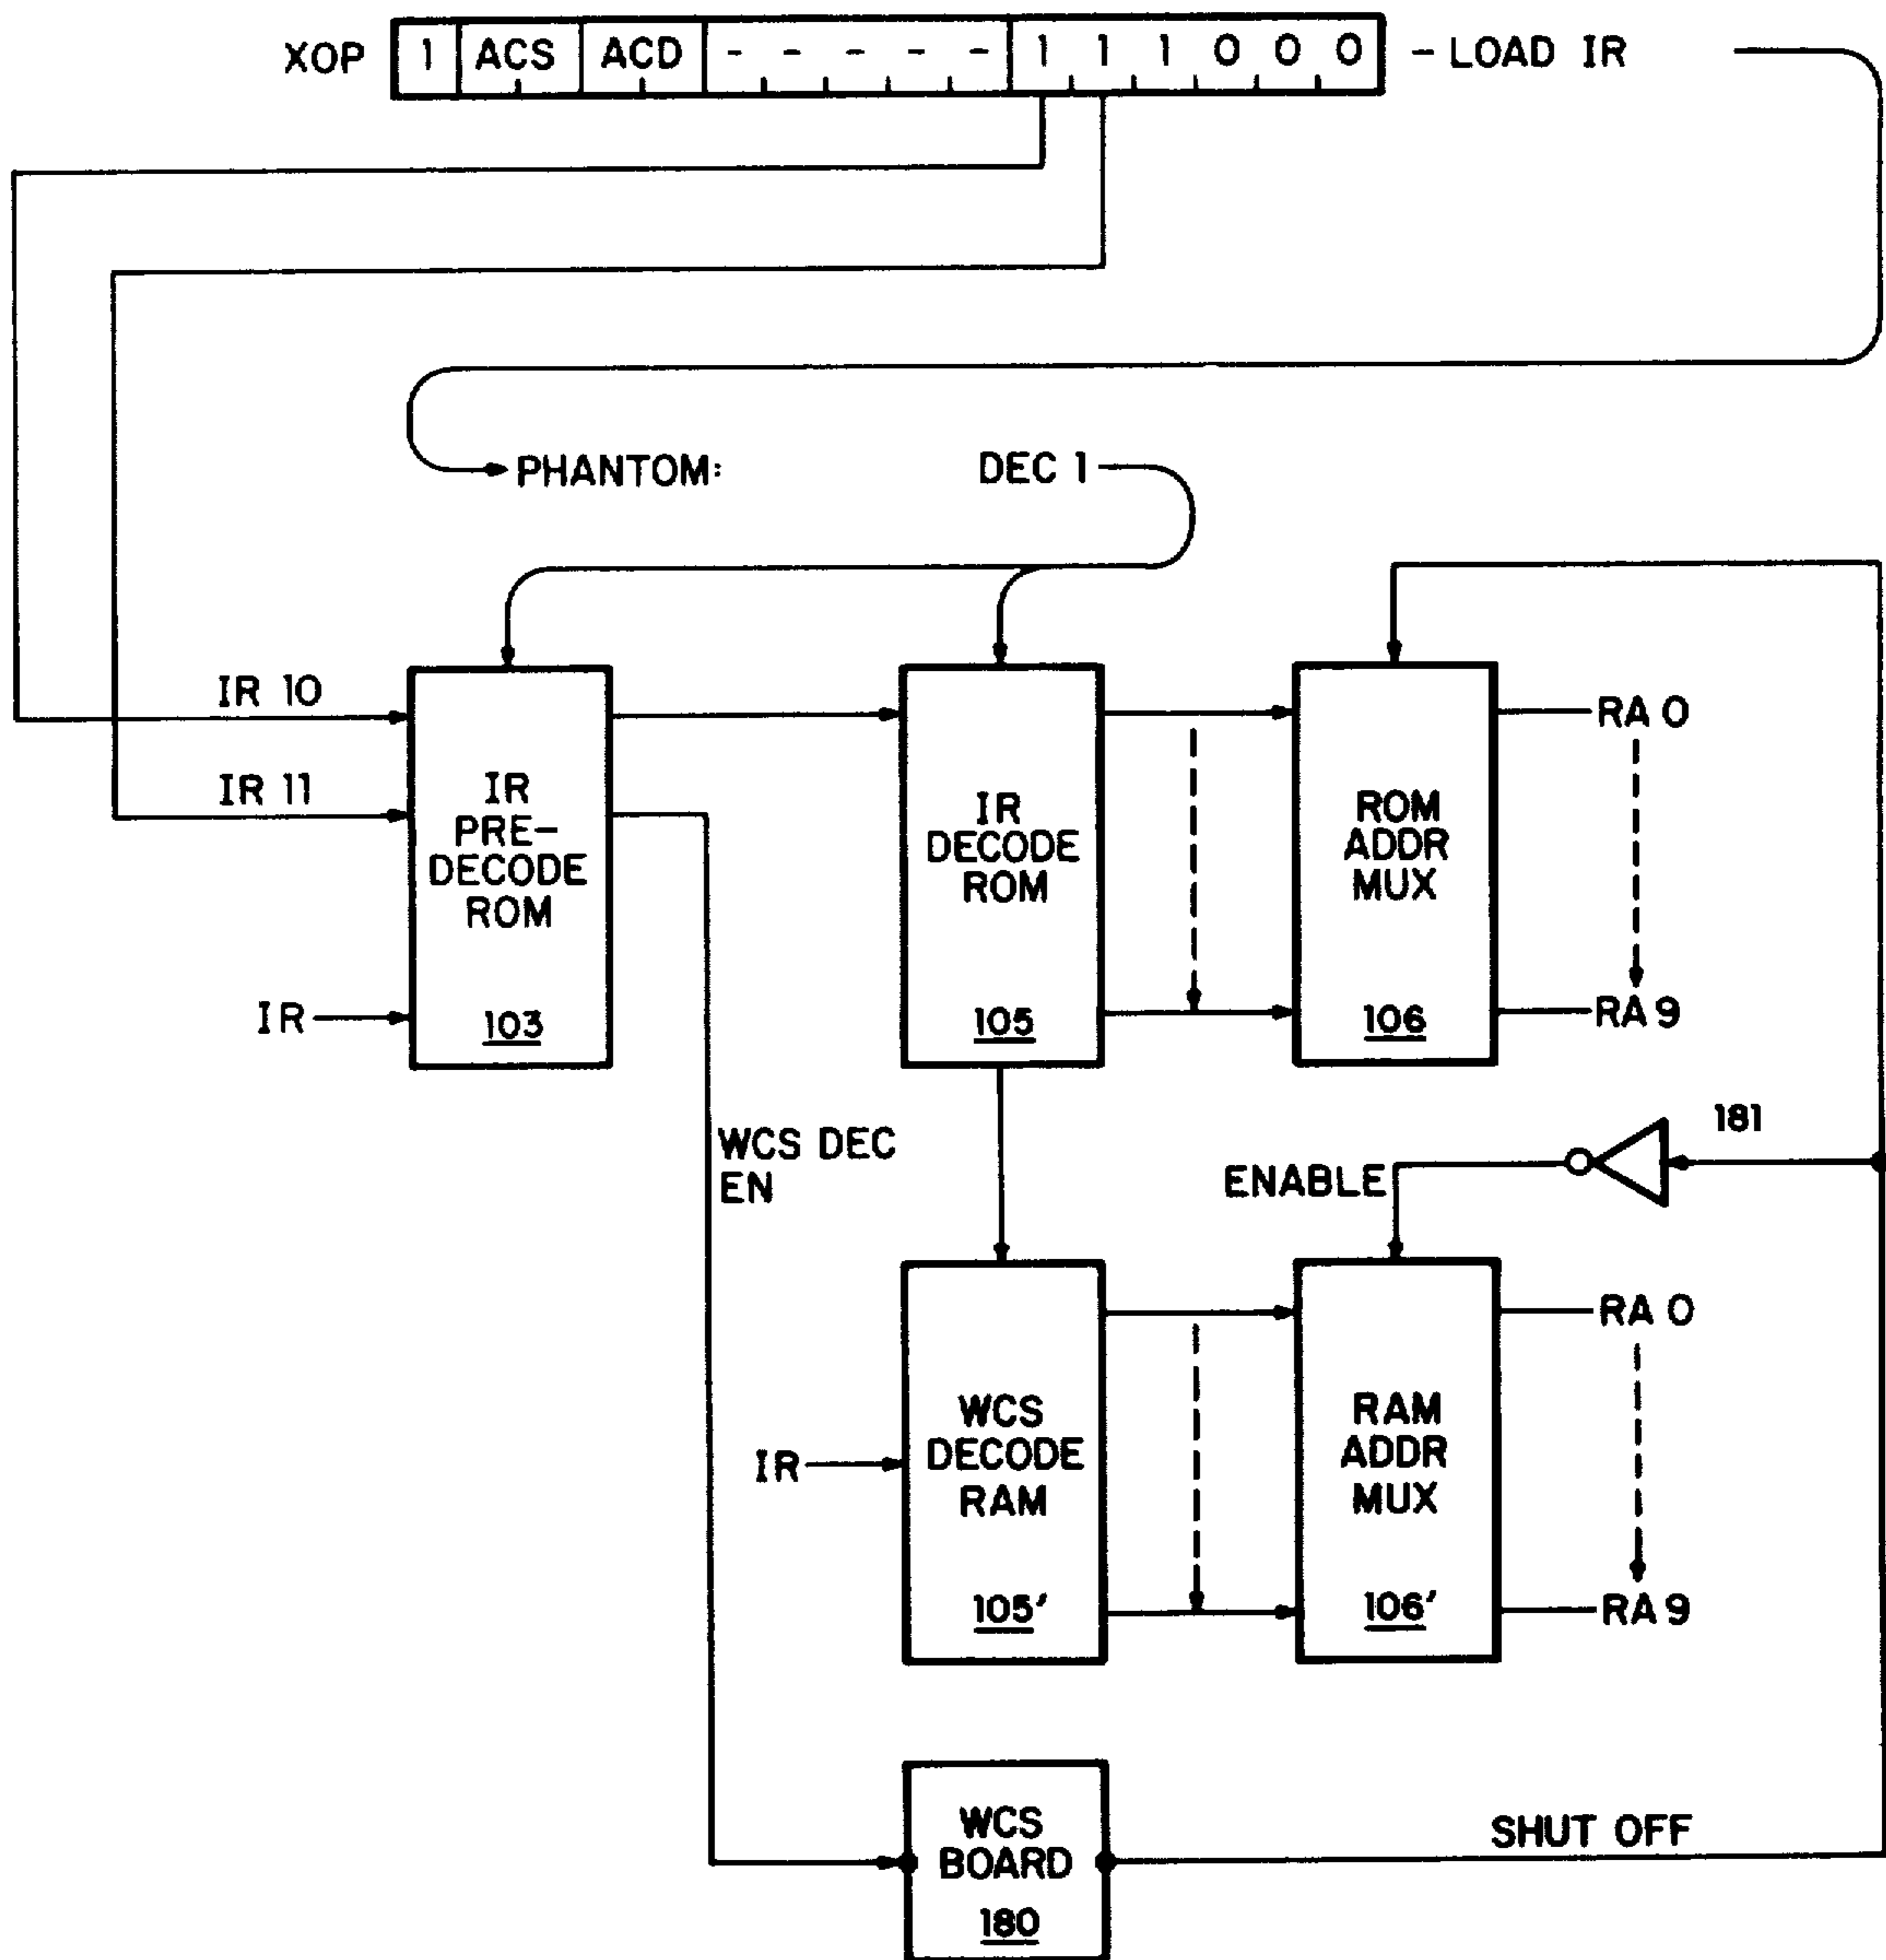 XOP 1 ACS ACD - - - - - 1 1 1 0 0 0 - LOAD IR
PHANTOM: DEC 1
IR 10
IR 11
IR
IR
PRE-
DECODE
ROM
103
IR
DECODE
ROM
105
ROM
ADDR
MUX
106
RA 0
RA 9
WCS DEC
EN
ENABLE
181
IR
WCS
DECODE
RAM
105'
RAM
ADDR
MUX
106'
RA 0
RA 9
WCS
BOARD
180
SHUT OFF